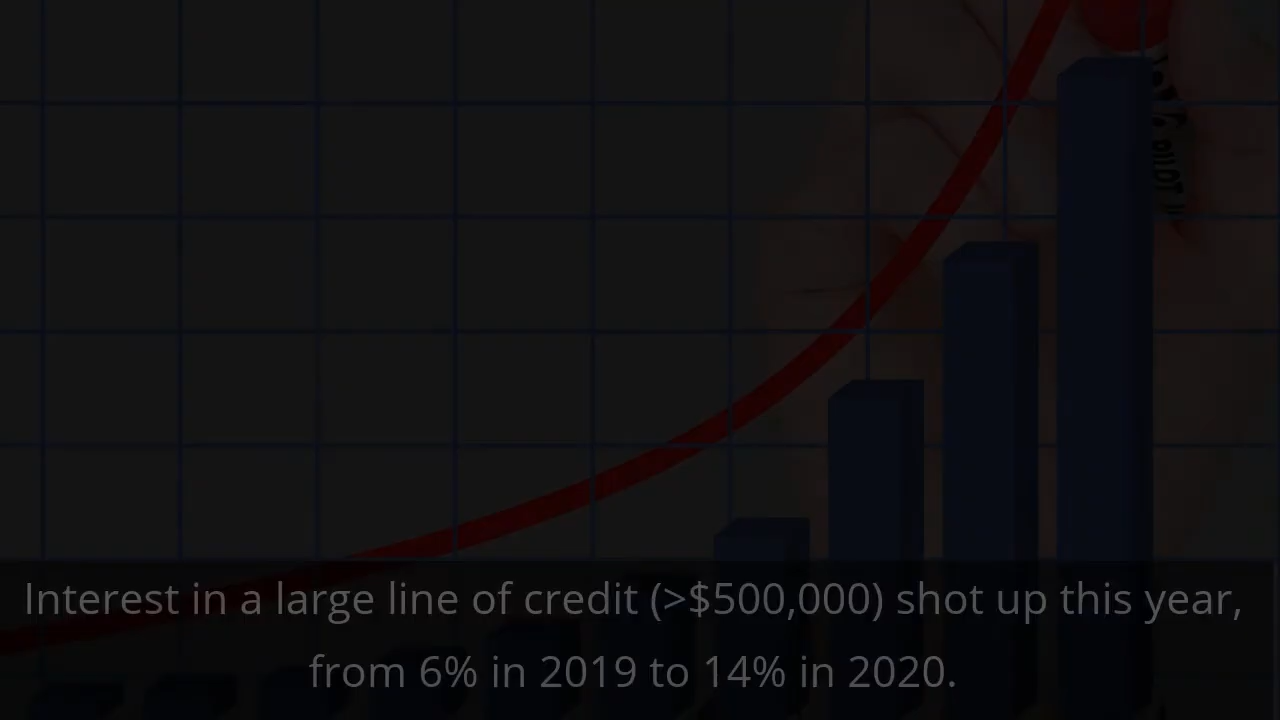 Interest in a large line of credit (>$500,000) shot up this year,
from 6% in 2019 to 14% in 2020.